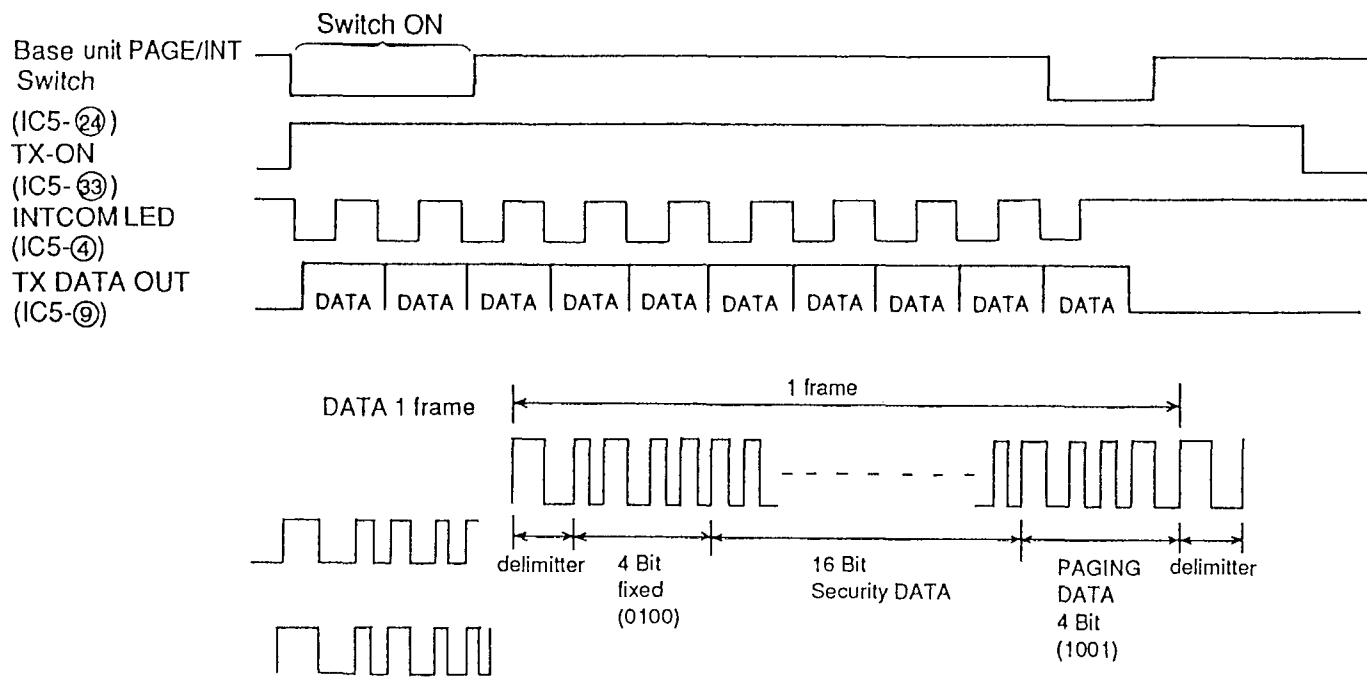 Switch ON
Base unit PAGE/INT
Switch
(IC5-㉔)
TX-ON
(IC5-㉝)
INTCOM LED
(IC5-④)
TX DATA OUT
(IC5-⑨)
DATA DATA DATA DATA DATA DATA DATA DATA DATA DATA
DATA 1 frame
1 frame
delimitter
4 Bit
fixed
(0100)
16 Bit
Security DATA
PAGING
DATA
4 Bit
(1001)
delimitter